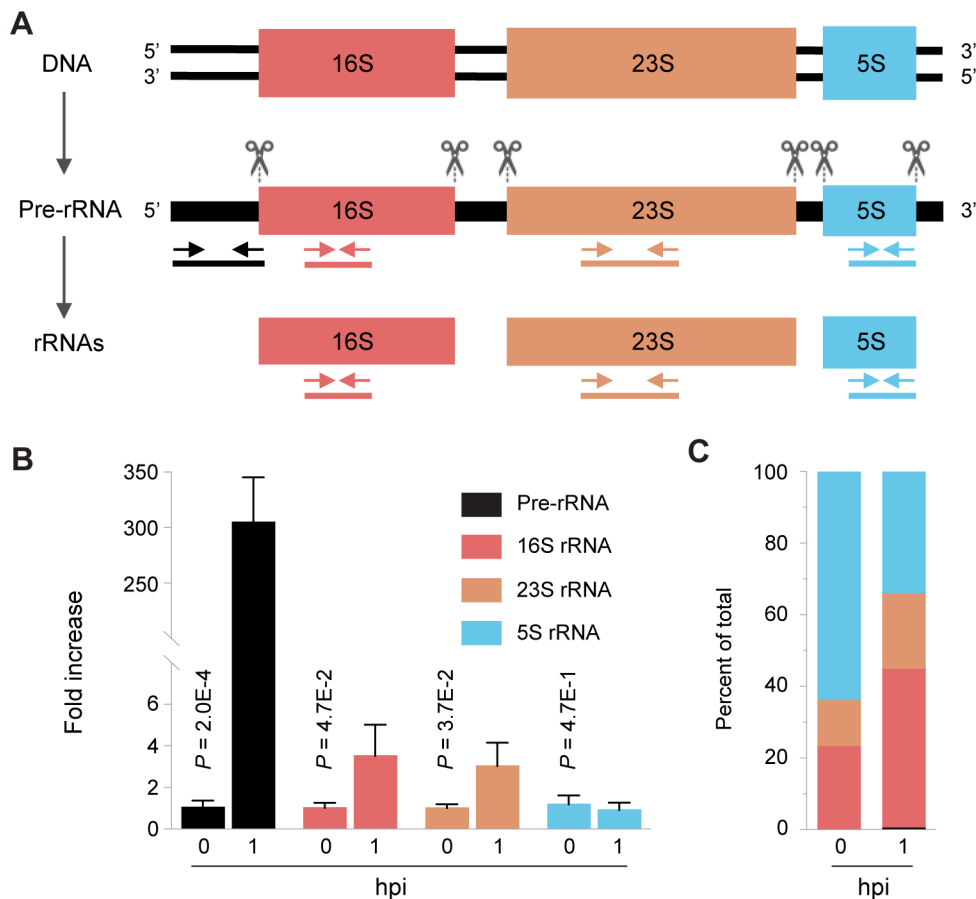 A
DNA
5’
3’
16S
23S
5S
3’
5’
Pre-rRNA
5’
16S
23S
5S
3’
rRNAs
16S
23S
5S
B
Fold increase
350
300
250
6
4
2
0
P = 2.0E-4
P = 4.7E-2
P = 3.7E-2
P = 4.7E-1
Pre-rRNA
16S rRNA
23S rRNA
5S rRNA
0 1 0 1 0 1 0 1
hpi
C
Percent of total
100
80
60
40
20
0
0 1
hpi